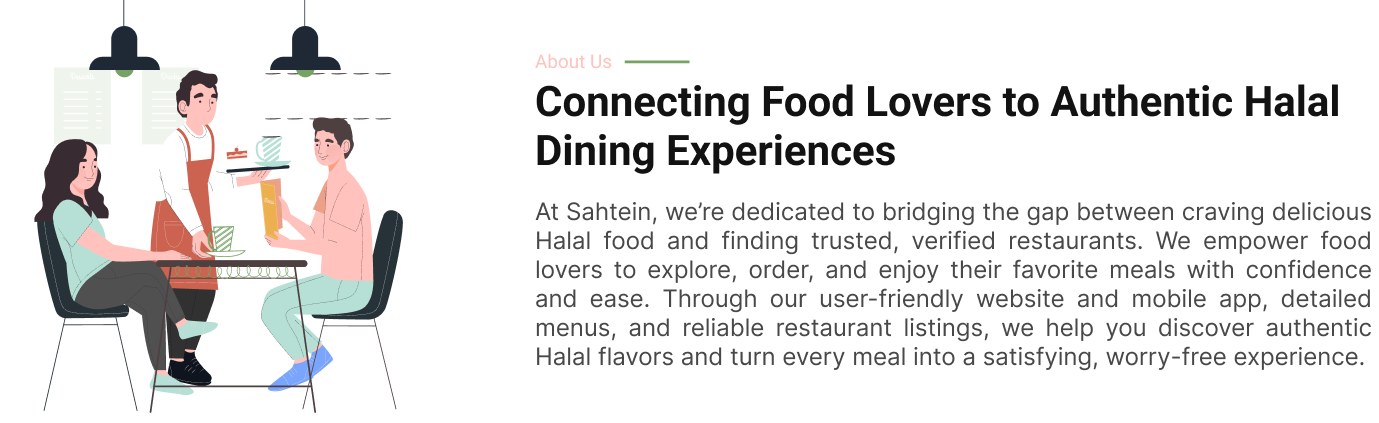 About Us
Connecting Food Lovers to Authentic Halal
Dining Experiences
At Sahtein, we’re dedicated to bridging the gap between craving delicious
Halal food and finding trusted, verified restaurants. We empower food
lovers to explore, order, and enjoy their favorite meals with confidence
and ease. Through our user-friendly website and mobile app, detailed
menus, and reliable restaurant listings, we help you discover authentic
Halal flavors and turn every meal into a satisfying, worry-free experience.